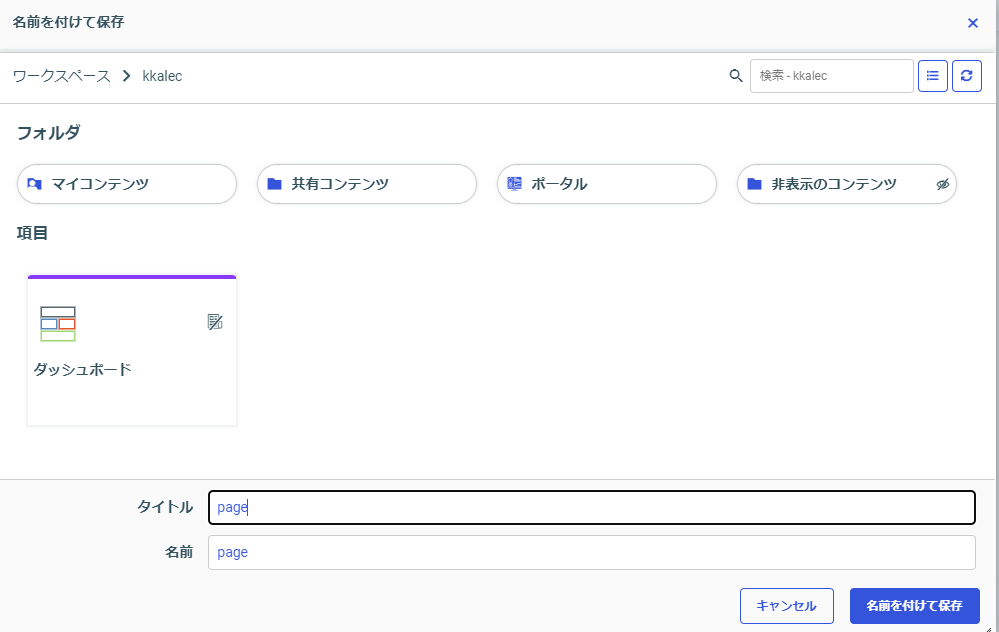 名前を付けて保存
ワークスペース kkalec
検索 - kkalec
フォルダ
マイコンテンツ
共有コンテンツ
ポータル
非表示のコンテンツ
項目
ダッシュボード
タイトル page
名前 page
キャンセル
名前を付けて保存